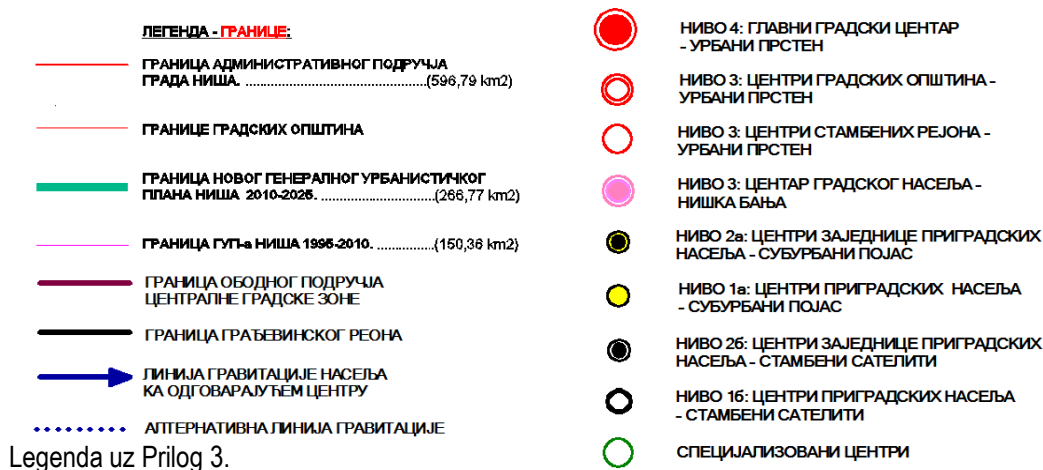 ЛЕГЕНДА - ГРАНИЦЕ:
ГРАНИЦА АДМИНИСТРАТИВНОГ ПОДРУЧЈА
ГРАДА НИША. ................................................(596,79 km2)
ГРАНИЦЕ ГРАДСКИХ ОПШТИНА
ГРАНИЦА НОВОГ ГЕНЕРАЛНОГ УРБАНИСТИЧКОГ
ПЛАНА НИША 2010-2025. ..............................(266,77 km2)
ГРАНИЦА ГУП-а НИША 1995-2010. ...............(150,36 km2)
ГРАНИЦА ОБОДНОГ ПОДРУЧЈА
ЦЕНТРАЛНЕ ГРАДСКЕ ЗОНЕ
ГРАНИЦА ГРАЂЕВИНСКОГ РЕОНА
ЛИНИЈА ГРАВИТАЦИЈЕ НАСЕЉА
КА ОДГОВАРАЈУЋЕМ ЦЕНТРУ
АЛТЕРНАТИВНА ЛИНИЈА ГРАВИТАЦИЈЕ
Legenda uz Prilog 3.
НИВО 4: ГЛАВНИ ГРАДСКИ ЦЕНТАР
- УРБАНИ ПРСТЕН
НИВО 3: ЦЕНТРИ ГРАДСКИХ ОПШТИНА -
УРБАНИ ПРСТЕН
НИВО 3: ЦЕНТРИ СТАМБЕНИХ РЕЈОНА -
УРБАНИ ПРСТЕН
НИВО 3: ЦЕНТАР ГРАДСКОГ НАСЕЉА -
НИШКА БАЊА
НИВО 2а: ЦЕНТРИ ЗАЈЕДНИЦЕ ПРИГРАДСКИХ
НАСЕЉА - СУБУРБАНИ ПОЈАС
НИВО 1а: ЦЕНТРИ ПРИГРАДСКИХ НАСЕЉА
- СУБУРБАНИ ПОЈАС
НИВО 2б: ЦЕНТРИ ЗАЈЕДНИЦЕ ПРИГРАДСКИХ
НАСЕЉА - СТАМБЕНИ САТЕЛИТИ
НИВО 1б: ЦЕНТРИ ПРИГРАДСКИХ НАСЕЉА
- СТАМБЕНИ САТЕЛИТИ
СПЕЦИЈАЛИЗОВАНИ ЦЕНТРИ